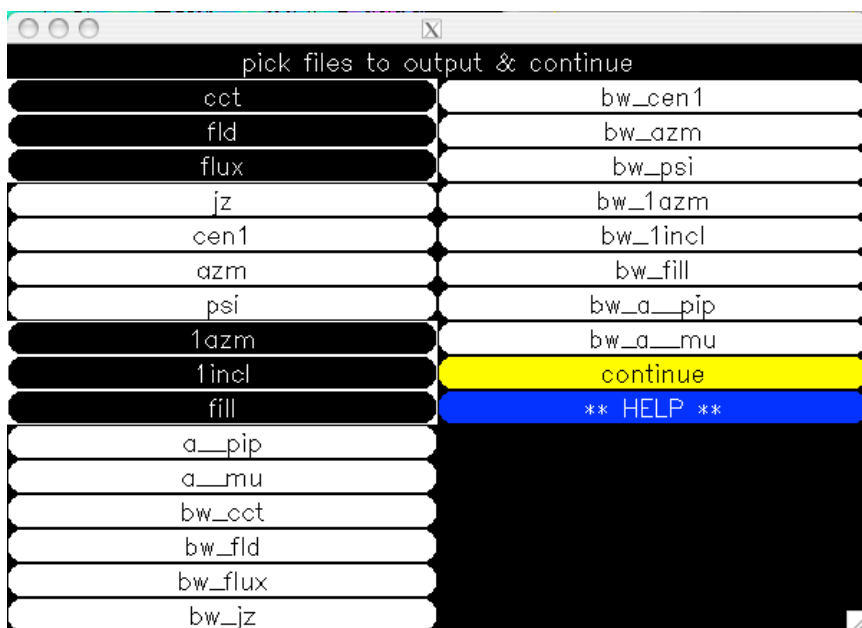 X
pick files to output & continue
cct
fld
flux
jz
cen1
azm
psi
1azm
1incl
fill
a__pip
a__mu
bw_cct
bw_fld
bw_flux
bw_jz
bw_cen1
bw_azm
bw_psi
bw_1azm
bw_1incl
bw_fill
bw_a__pip
bw_a__mu
continue
** HELP **